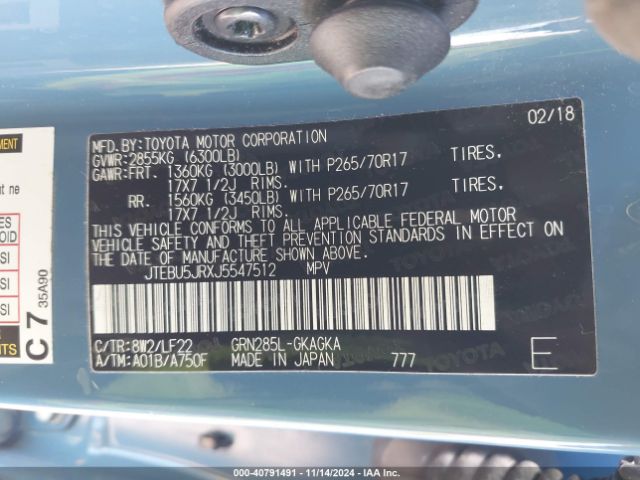 02/18
MFD.BY:TOYOTA MOTOR CORPORATION
GVWR:2855KG (6300LB)
GAWR:FRT. 1360KG (3000LB) WITH P265/70R17 TIRES,
17X7 1/2J RIMS.
RR. 1560KG (3450LB) WITH P265/70R17 TIRES,
17X7 1/2J RIMS.
THIS VEHICLE CONFORMS TO ALL APPLICABLE FEDERAL MOTOR
VEHICLE SAFETY AND THEFT PREVENTION STANDARDS IN EFFECT ON
THE DATE OF MANUFACTURE SHOWN ABOVE.
JTEBU5JRXJ5547512 MPV
C/TR:8W2/LF22 GRN285L-GKAGKA
A/TM:A01B/A750F MADE IN JAPAN 777 E
C7 35A90
000-40791491 - 11/14/2024 - IAA Inc.